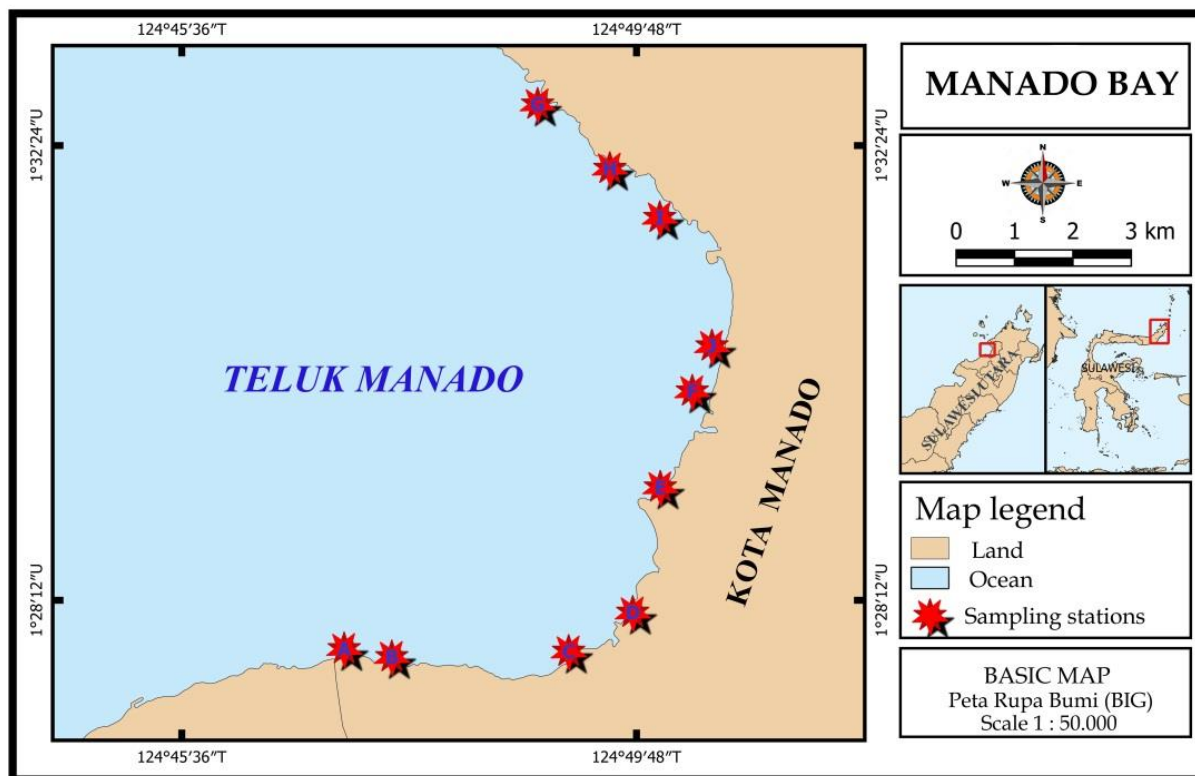 124°45′36″T
124°49′48″T
1°32′24″U
1°32′24″U
G
H
I
J
F
E
D
C
B
A
TELUK MANADO
KOTA MANADO
1°28′12″U
1°28′12″U
124°45′36″T
124°49′48″T
MANADO BAY
N
W
E
S
0 1 2 3 km
SULAWESI UTARA
SULAWESI
Map legend
Land
Ocean
Sampling stations
BASIC MAP
Peta Rupa Bumi (BIG)
Scale 1 : 50.000